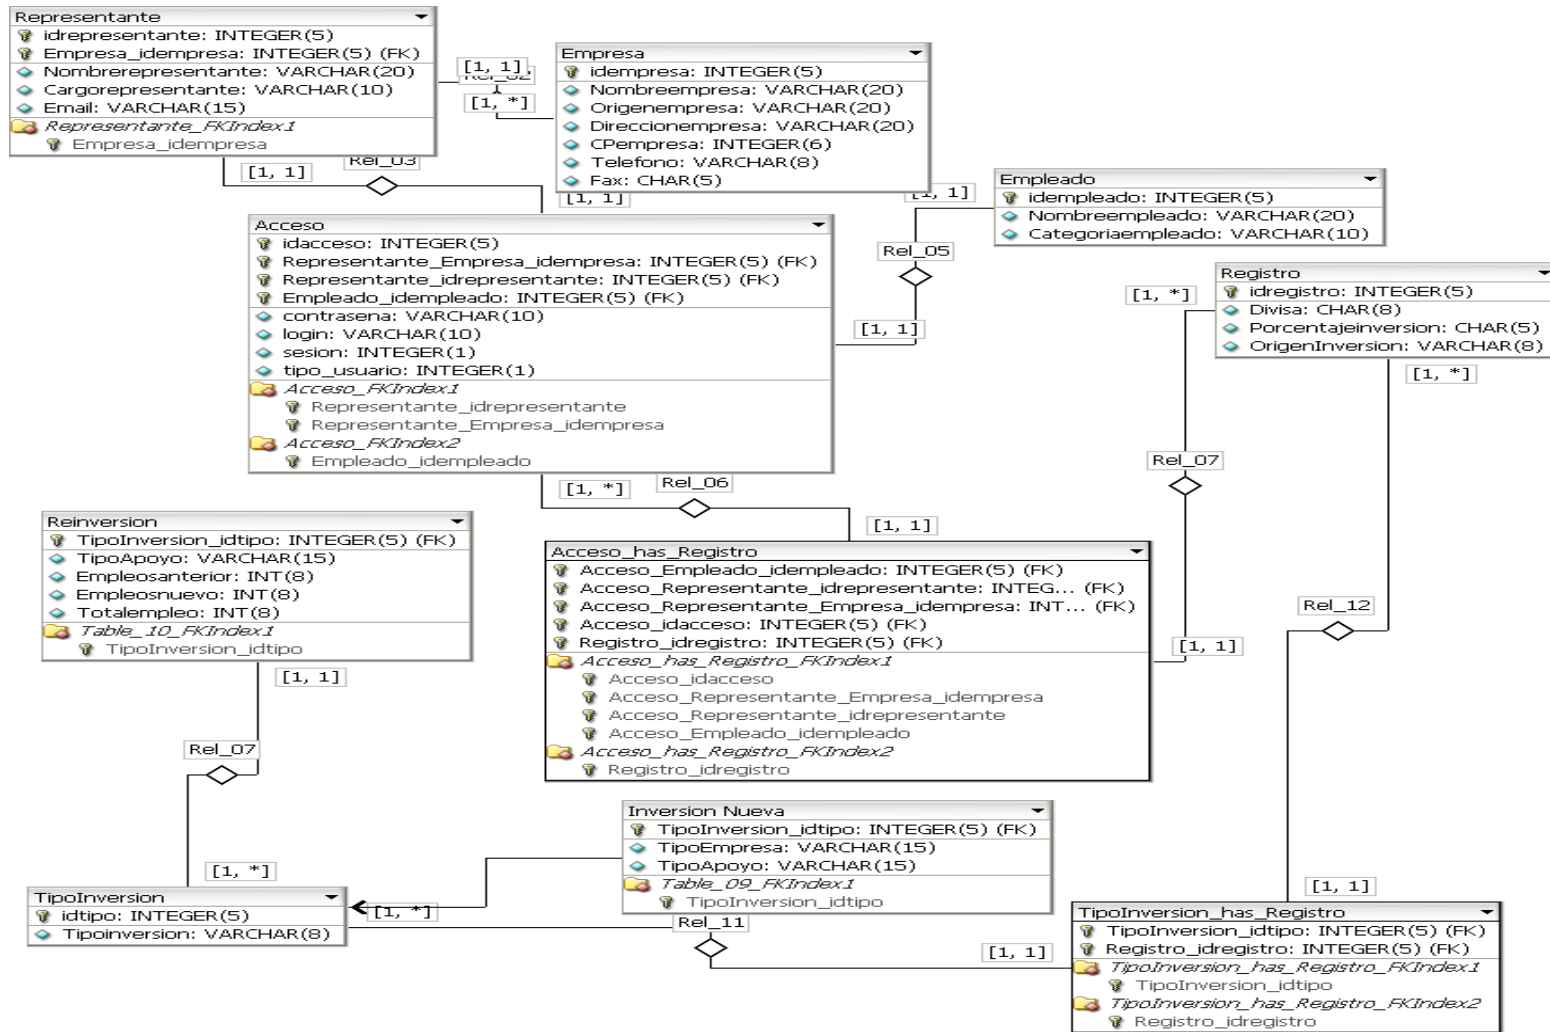 Representante
idrepresentante: INTEGER(5)
Empresa_idempresa: INTEGER(5) (FK)
Nombrerepresentante: VARCHAR(20)
Cargorepresentante: VARCHAR(10)
Email: VARCHAR(15)
Representante_FKIndex1
Empresa_idempresa
[1, 1]
Rel_02
[1, *]
Empresa
idempresa: INTEGER(5)
Nombreempresa: VARCHAR(20)
Origenempresa: VARCHAR(20)
Direccionempresa: VARCHAR(20)
CPempresa: INTEGER(6)
Telefono: VARCHAR(8)
Fax: CHAR(5)
[1, 1]
Rel_03
[1, 1]
Empleado
idempleado: INTEGER(5)
Nombreempleado: VARCHAR(20)
Categoriaempleado: VARCHAR(10)
[1, 1]
Rel_05
[1, 1]
Acceso
idacceso: INTEGER(5)
Representante_Empresa_idempresa: INTEGER(5) (FK)
Representante_idrepresentante: INTEGER(5) (FK)
Empleado_idempleado: INTEGER(5) (FK)
contrasena: VARCHAR(10)
login: VARCHAR(10)
sesion: INTEGER(1)
tipo_usuario: INTEGER(1)
Acceso_FKIndex1
Representante_idrepresentante
Representante_Empresa_idempresa
Acceso_FKIndex2
Empleado_idempleado
Registro
idregistro: INTEGER(5)
Divisa: CHAR(8)
Porcentajeinversion: CHAR(5)
OrigenInversion: VARCHAR(8)
[1, *]
[1, *]
Rel_07
[1, *]
Rel_06
[1, 1]
Reinversion
TipoInversion_idtipo: INTEGER(5) (FK)
TipoApoyo: VARCHAR(15)
Empleosanterior: INT(8)
Empleosnuevo: INT(8)
Totalempleo: INT(8)
Table_10_FKIndex1
TipoInversion_idtipo
[1, 1]
Acceso_has_Registro
Acceso_Empleado_idempleado: INTEGER(5) (FK)
Acceso_Representante_idrepresentante: INTEG... (FK)
Acceso_Representante_Empresa_idempresa: INT... (FK)
Acceso_idacceso: INTEGER(5) (FK)
Registro_idregistro: INTEGER(5) (FK)
Acceso_has_Registro_FKIndex1
Acceso_idacceso
Acceso_Representante_Empresa_idempresa
Acceso_Representante_idrepresentante
Acceso_Empleado_idempleado
Acceso_has_Registro_FKIndex2
Registro_idregistro
[1, 1]
Rel_12
Rel_07
[1, *]
Inversion Nueva
TipoInversion_idtipo: INTEGER(5) (FK)
TipoEmpresa: VARCHAR(15)
TipoApoyo: VARCHAR(15)
Table_09_FKIndex1
TipoInversion_idtipo
TipoInversion
idtipo: INTEGER(5)
Tipoinversion: VARCHAR(8)
[1, *]
Rel_11
[1, 1]
[1, 1]
TipoInversion_has_Registro
TipoInversion_idtipo: INTEGER(5) (FK)
Registro_idregistro: INTEGER(5) (FK)
TipoInversion_has_Registro_FKIndex1
TipoInversion_idtipo
TipoInversion_has_Registro_FKIndex2
Registro_idregistro